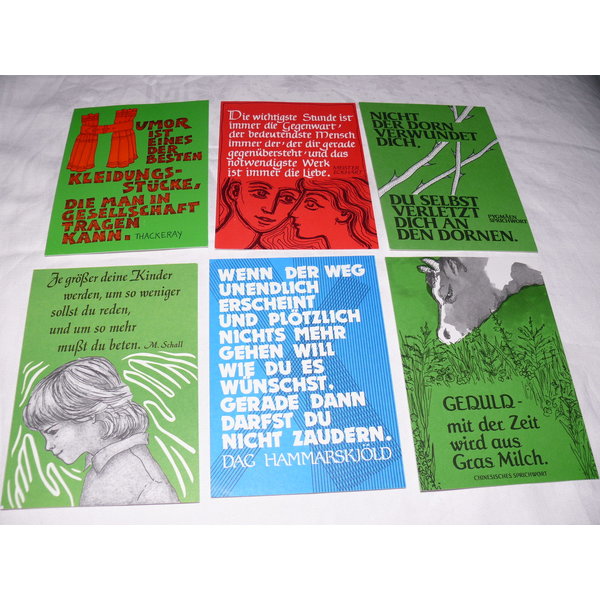 HUMOR
IST
EINES
DER
BESTEN
KLEIDUNGS-
STÜCKE,
DIE MAN IN
GESELLSCHAFT
TRAGEN
KANN. THACKERAY
Die wichtigste Stunde ist
immer die Gegenwart,
der bedeutendste Mensch
immer der, der dir gerade
gegenübersteht, und das
notwendigste Werk
ist immer die Liebe.
MEISTER
ECKHART
NICHT
DER DORN
VERWUNDET
DICH,
DU SELBST
VERLETZT
DICH AN
DEN DORNEN.
PYGMÄEN
SPRICHWORT
Je größer deine Kinder
werden, um so weniger
sollst du reden,
und um so mehr
mußt du beten. M. Schall
WENN DER WEG
UNENDLICH
ERSCHEINT
UND PLÖTZLICH
NICHTS MEHR
GEHEN WILL
WIE DU ES
WÜNSCHST,
GERADE DANN
DARFST DU
NICHT ZAUDERN.
DAG HAMMARSKJÖLD
GEDULD -
mit der Zeit
wird aus
Gras Milch.
CHINESISCHES SPRICHWORT